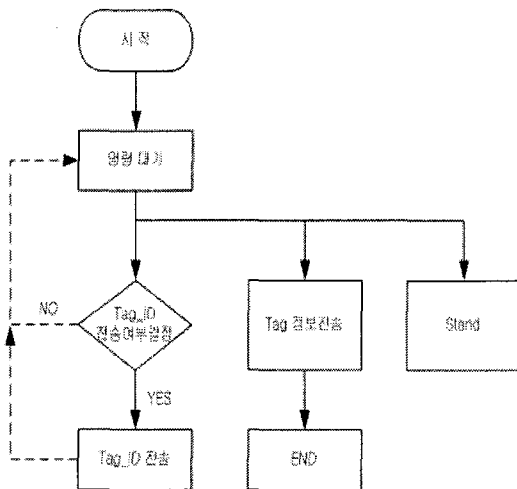 시 작
명령 대기
NO
Tag_ID
전송여부결정
Tag 정보전송
Stand
YES
Tag_ID 전송
END